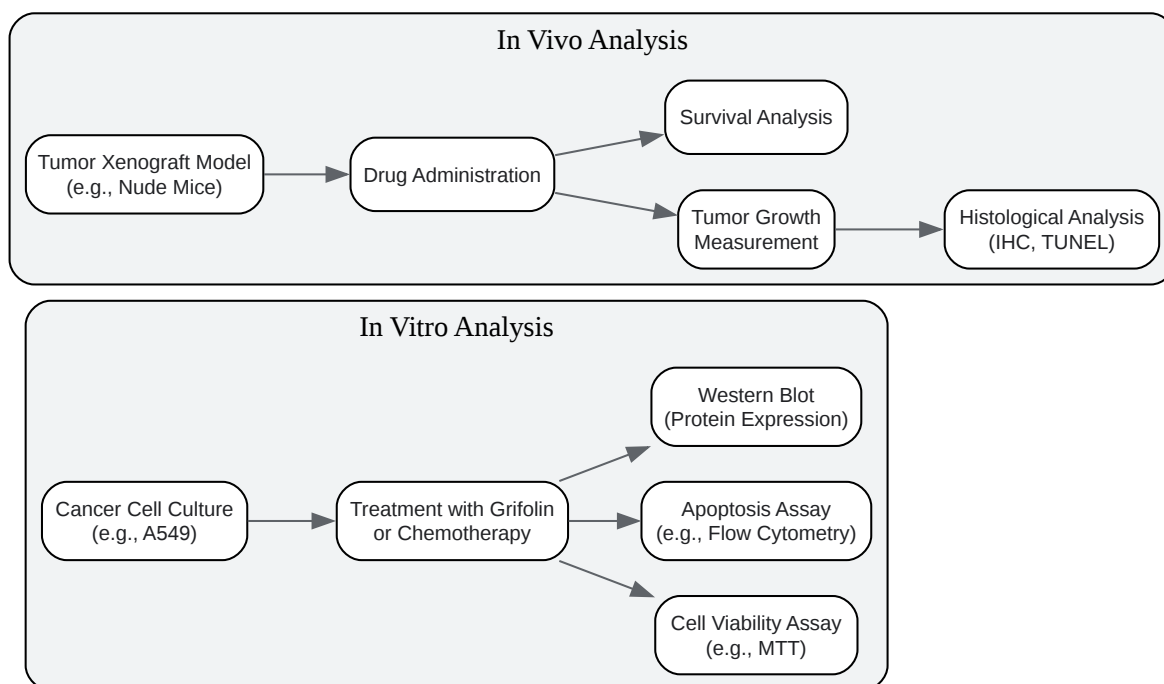 In Vivo Analysis
Tumor Xenograft Model
(e.g., Nude Mice)
Drug Administration
Survival Analysis
Tumor Growth
Measurement
Histological Analysis
(IHC, TUNEL)
In Vitro Analysis
Cancer Cell Culture
(e.g., A549)
Treatment with Grifolin
or Chemotherapy
Western Blot
(Protein Expression)
Apoptosis Assay
(e.g., Flow Cytometry)
Cell Viability Assay
(e.g., MTT)